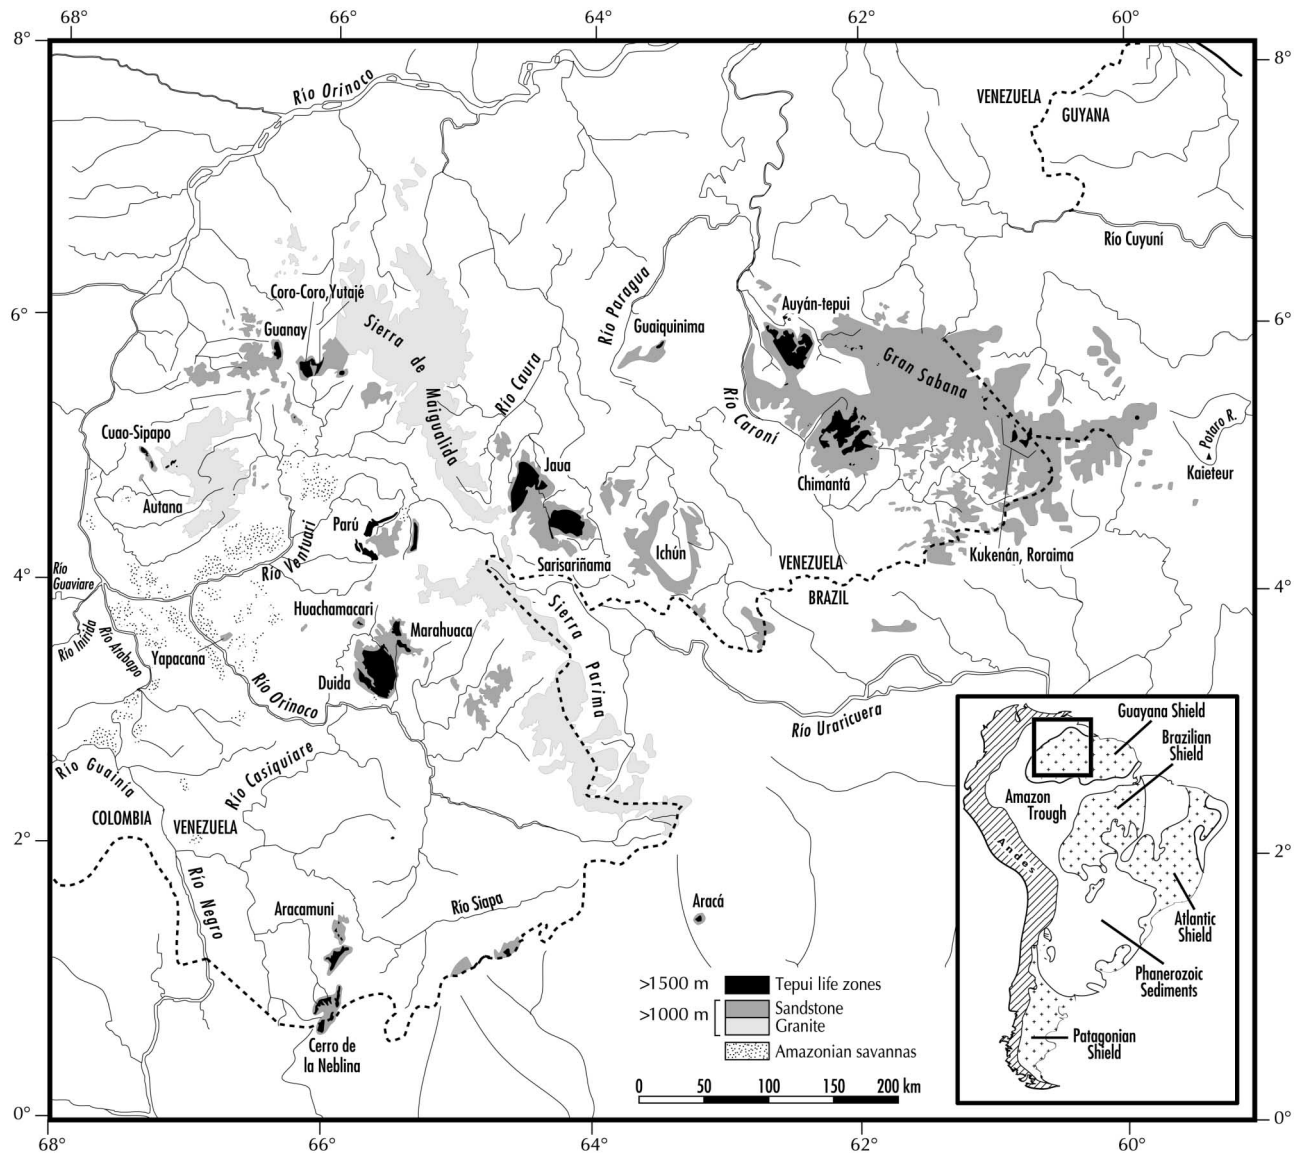 68°
66°
64°
62°
60°
8°
8°
Río Orinoco
VENEZUELA
GUYANA
Río Cuyuní
Coro-Coro, Yutajé
Río Paragua
6°
Guanay
Sierra de Maigualida
Guaiquinima
Auyán-tepui
6°
Gran Sabana
Río Caura
Río Caroní
Cuao-Sipapo
Potaro R.
Jaua
Kaieteur
Chimantá
Autana
Parú
Río Ventuari
Ichún
Kukenán, Roraima
Sarisariñama
VENEZUELA
Río
Guaviare
4°
BRAZIL
4°
Huachamacari
Sierra Parima
Río Inírida
Río Atabapo
Marahuaca
Yapacana
Duida
Río Orinoco
Río Uraricuera
Río Guainía
Río Casiquiare
COLOMBIA
VENEZUELA
2°
2°
Río Negro
Aracamuni
Río Siapa
Aracá
Cerro de
la Neblina
>1500 m
Tepui life zones
>1000 m
Sandstone
Granite
Amazonian savannas
0 50 100 150 200 km
Guayana Shield
Brazilian
Shield
Amazon
Trough
Andes
Atlantic
Shield
Phanerozoic
Sediments
Patagonian
Shield
0°
0°
68°
66°
64°
62°
60°